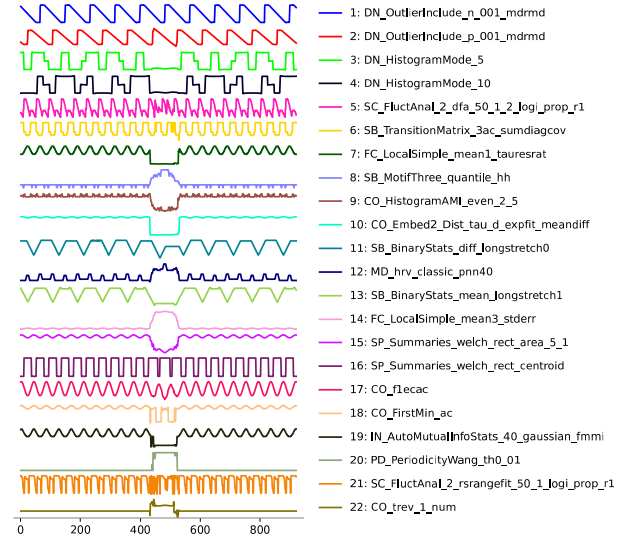 1: DN_OutlierInclude_n_001_mdrmd
2: DN_OutlierInclude_p_001_mdrmd
3: DN_HistogramMode_5
4: DN_HistogramMode_10
5: SC_FluctAnal_2_dfa_50_1_2_logi_prop_r1
6: SB_TransitionMatrix_3ac_sumdiagcov
7: FC_LocalSimple_mean1_tauresrat
8: SB_MotifThree_quantile_hh
9: CO_HistogramAMI_even_2_5
10: CO_Embed2_Dist_tau_d_expfit_meandiff
11: SB_BinaryStats_diff_longstretch0
12: MD_hrv_classic_pnn40
13: SB_BinaryStats_mean_longstretch1
14: FC_LocalSimple_mean3_stderr
15: SP_Summaries_welch_rect_area_5_1
16: SP_Summaries_welch_rect_centroid
17: CO_f1ecac
18: CO_FirstMin_ac
19: IN_AutoMutualInfoStats_40_gaussian_fmmi
20: PD_PeriodicityWang_th0_01
21: SC_FluctAnal_2_rsrangefit_50_1_logi_prop_r1
22: CO_trev_1_num
0 200 400 600 800